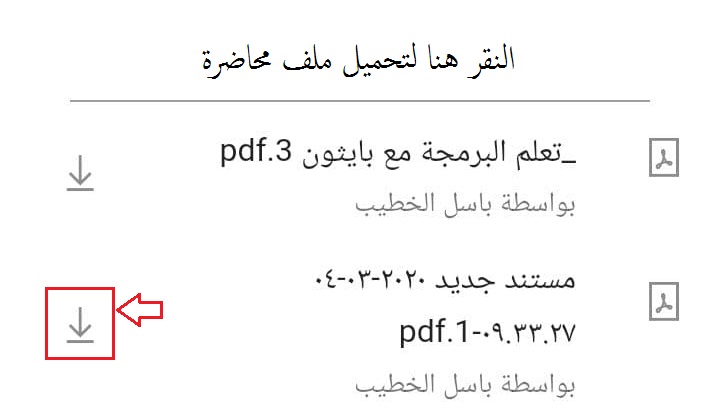 النقر هنا لتحميل ملف محاضرة
_تعلم البرمجة مع بايثون 3.pdf
بواسطة باسل الخطيب
مستند جديد ٢٠٢٠-٠٣-٠٤
٠٩.٣٣.٢٧-1.pdf
بواسطة باسل الخطيب